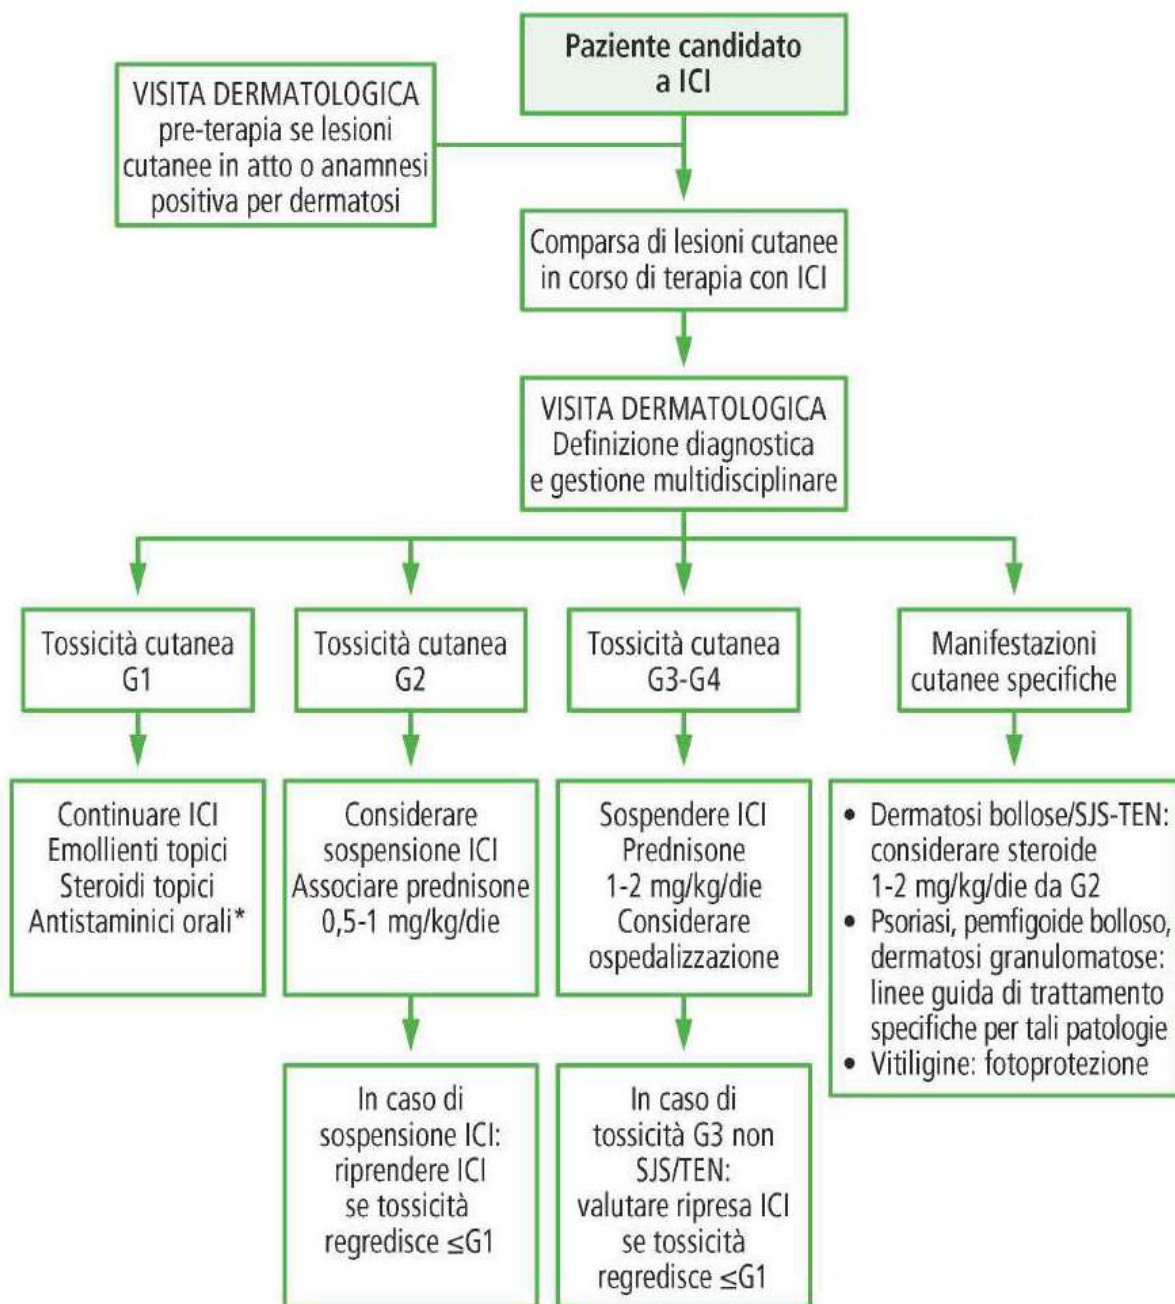 Paziente candidato
a ICI
VISITA DERMATOLOGICA
pre-terapia se lesioni
cutanee in atto o anamnesi
positiva per dermatosi
Comparsa di lesioni cutanee
in corso di terapia con ICI
VISITA DERMATOLOGICA
Definizione diagnostica
e gestione multidisciplinare
Tossicità cutanea
G1
Tossicità cutanea
G2
Tossicità cutanea
G3-G4
Manifestazioni
cutanee specifiche
Continuare ICI
Emollienti topici
Steroidi topici
Antistaminici orali*
Considerare
sospensione ICI
Associare prednisone
0,5-1 mg/kg/die
Sospendere ICI
Prednisone
1-2 mg/kg/die
Considerare
ospedalizzazione
• Dermatosi bollose/SJS-TEN:
considerare steroide
1-2 mg/kg/die da G2
• Psoriasi, pemfigoide bolloso,
dermatosi granulomatose:
linee guida di trattamento
specifiche per tali patologie
• Vitiligine: fotoprotezione
In caso di
sospensione ICI:
riprendere ICI
se tossicità
regredisce ≤G1
In caso di
tossicità G3 non
SJS/TEN:
valutare ripresa ICI
se tossicità
regredisce ≤G1